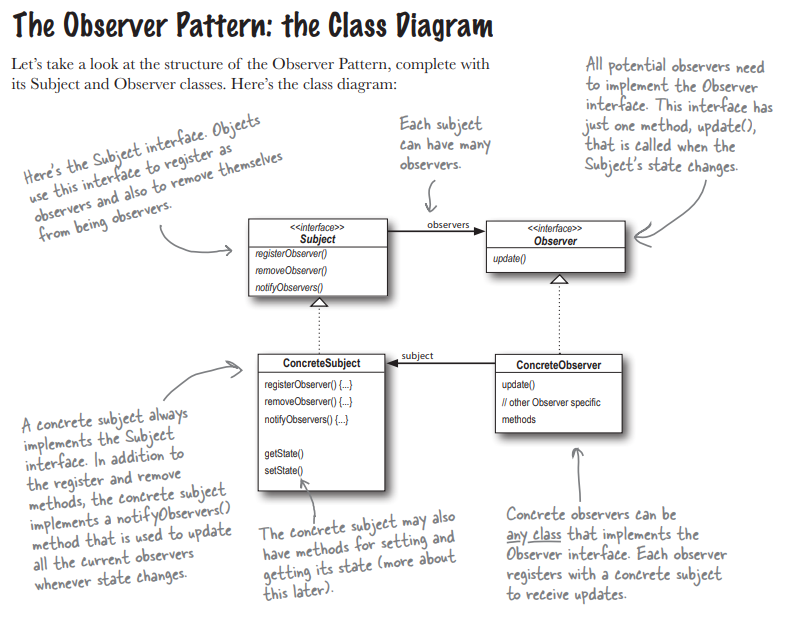 The Observer Pattern: the Class Diagram
Let's take a look at the structure of the Observer Pattern, complete with
its Subject and Observer classes. Here's the class diagram:
All potential observers need
to implement the Observer
interface. This interface has
just one method, update(),
that is called when the
Subject's state changes.
Here's the Subject interface. Objects
use this interface to register as
observers and also to remove themselves
from being observers.
Each subject
can have many
observers.
<<interface>>
Subject
registerObserver()
removeObserver()
notifyObservers()
observers
<<interface>>
Observer
update()
ConcreteSubject
registerObserver() {...}
removeObserver() {...}
notifyObservers() {...}
getState()
setState()
subject
ConcreteObserver
update()
// other Observer specific
methods
A concrete subject always
implements the Subject
interface. In addition to
the register and remove
methods, the concrete subject
implements a notifyObservers()
method that is used to update
all the current observers
whenever state changes.
The concrete subject may also
have methods for setting and
getting its state (more about
this later).
Concrete observers can be
any class that implements the
Observer interface. Each observer
registers with a concrete subject
to receive updates.